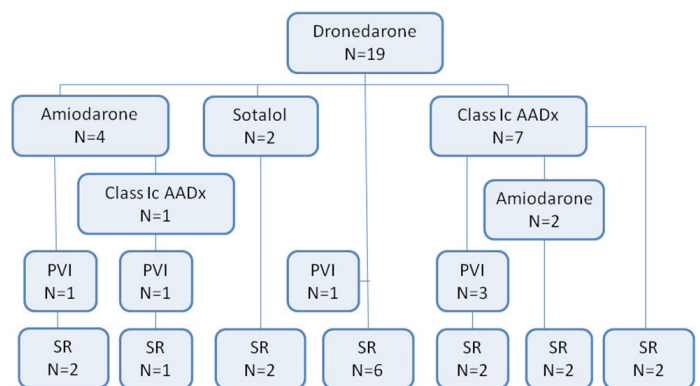 Dronedarone
N=19
Amiodarone
N=4
Sotalol
N=2
Class Ic AADx
N=7
Class Ic AADx
N=1
Amiodarone
N=2
PVI
N=1
PVI
N=1
PVI
N=1
PVI
N=3
SR
N=2
SR
N=1
SR
N=2
SR
N=6
SR
N=2
SR
N=2
SR
N=2